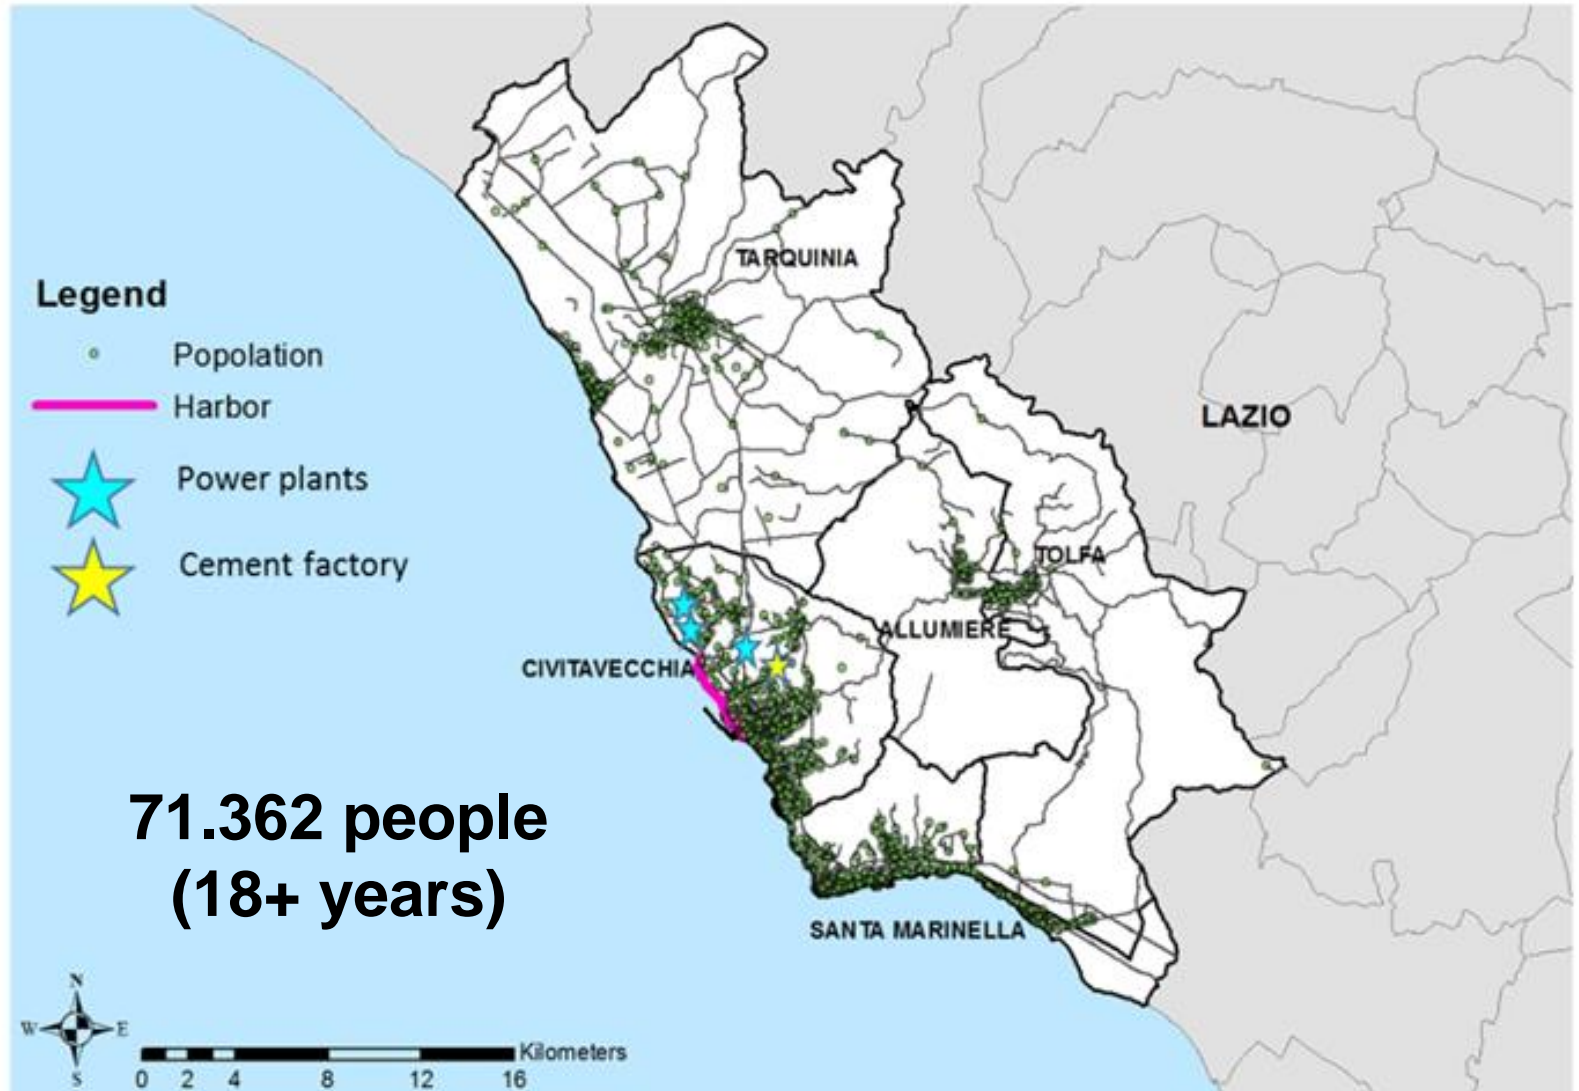 Legend
Popolation
Harbor
Power plants
Cement factory
TARQUINIA
LAZIO
TOLFA
ALLUMIERE
CIVITAVECCHIA
SANTA MARINELLA
71.362 people
(18+ years)
N
W E
S
Kilometers
0 2 4 8 12 16